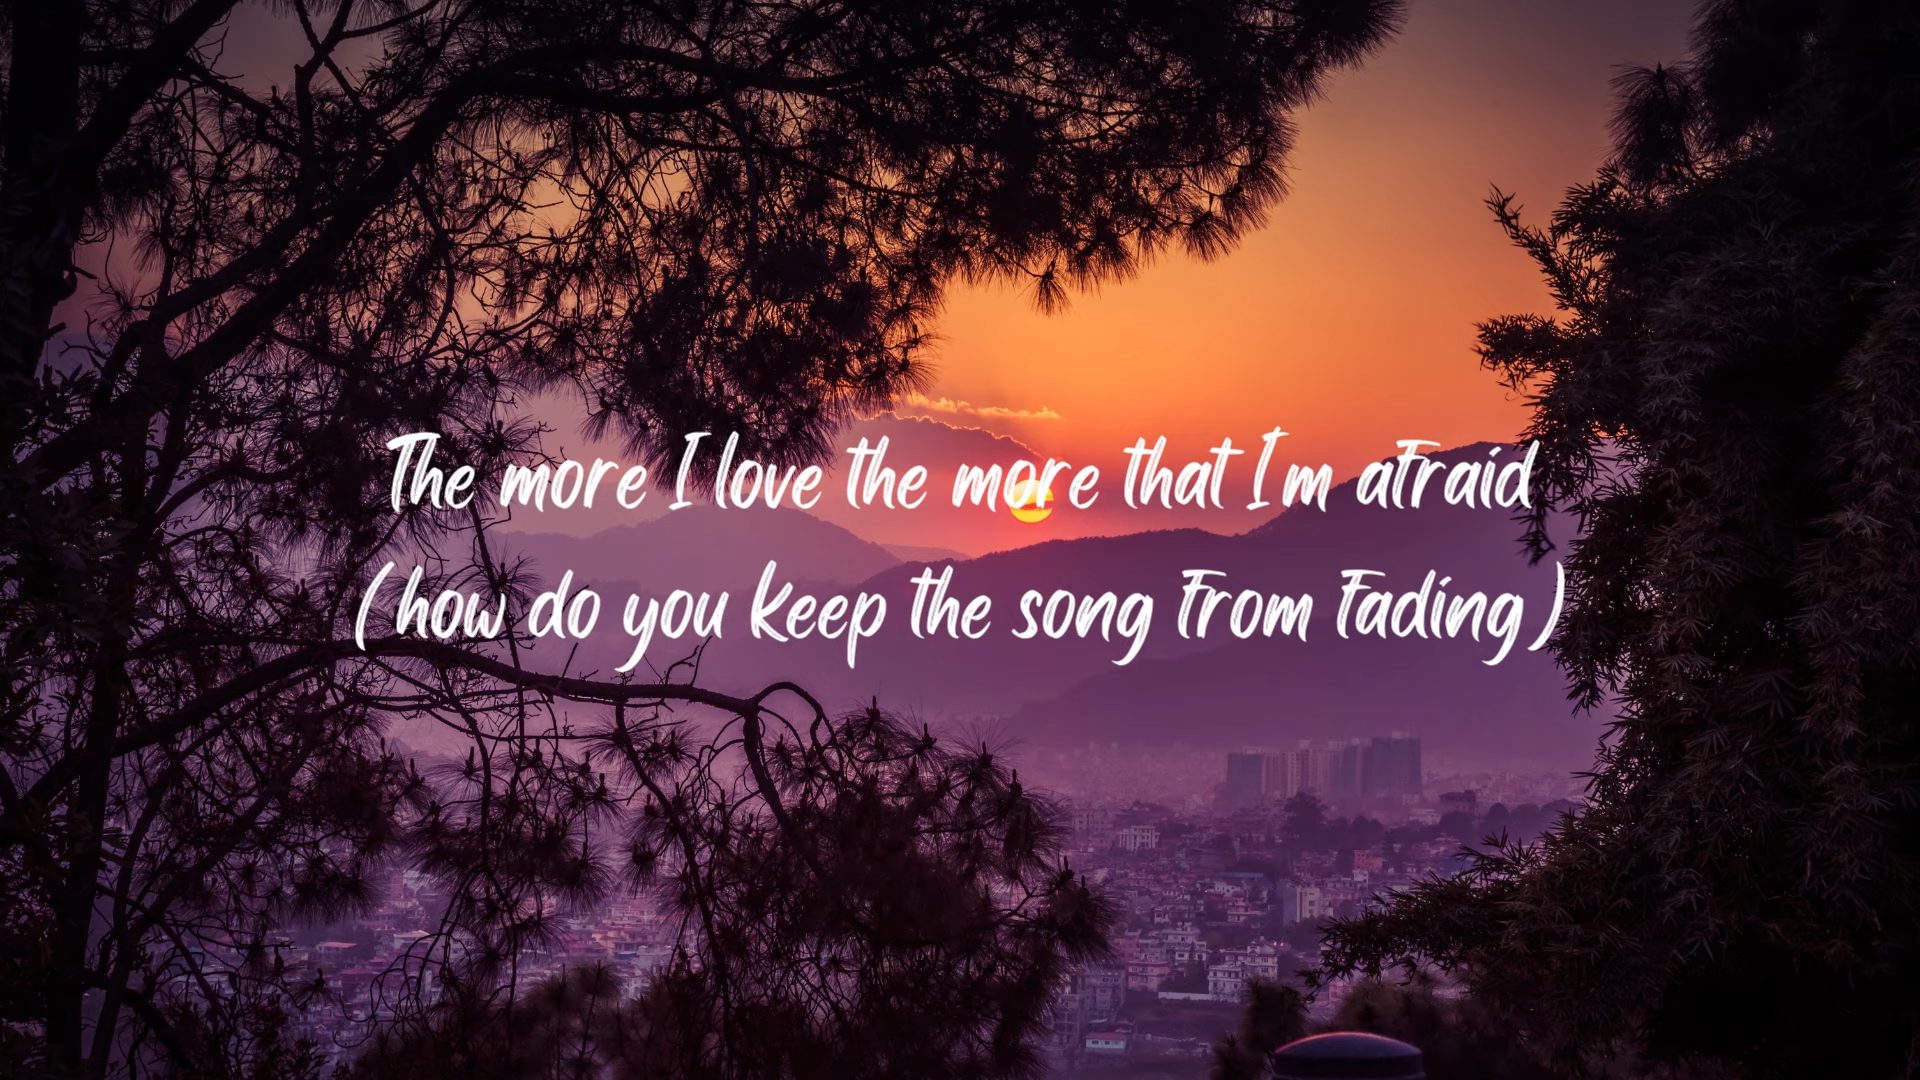 The more I love the more that I'm afraid
(how do you keep the song from fading)